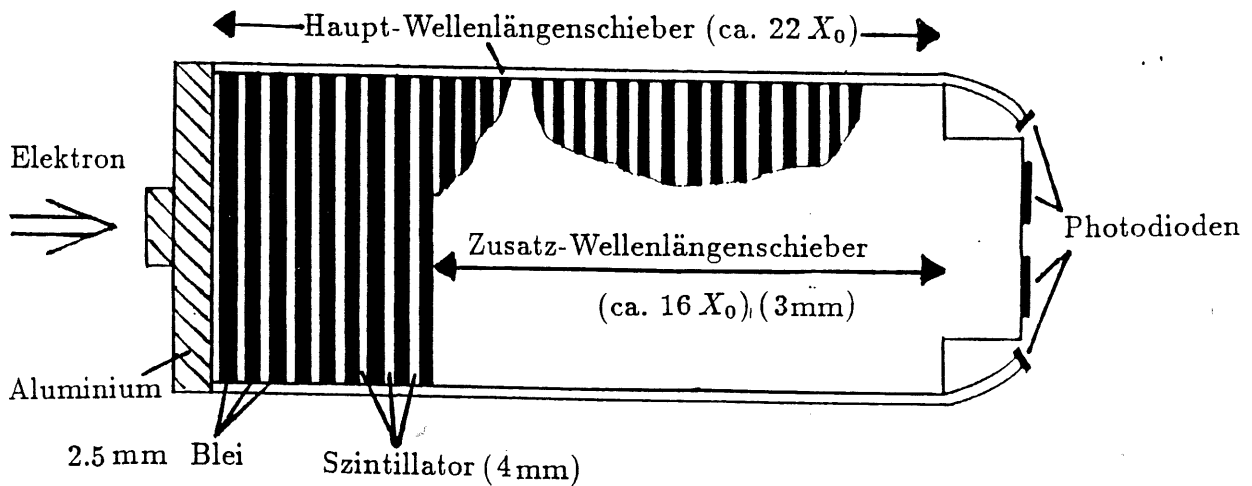 Haupt-Wellenlängenschieber (ca. 22 X₀)
Elektron
Photodioden
Zusatz-Wellenlängenschieber
(ca. 16 X₀) (3mm)
Aluminium
2.5 mm Blei
Szintillator (4mm)